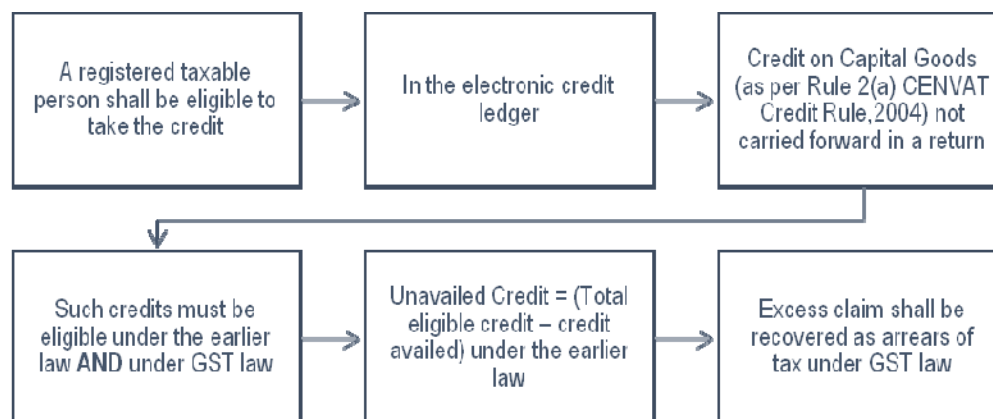 A registered taxable
person shall be eligible to
take the credit
In the electronic credit
ledger
Credit on Capital Goods
(as per Rule 2(a) CENVAT
Credit Rule,2004) not
carried forward in a return
Such credits must be
eligible under the earlier
law AND under GST law
Unavailed Credit = (Total
eligible credit – credit
availed) under the earlier
law
Excess claim shall be
recovered as arrears of
tax under GST law